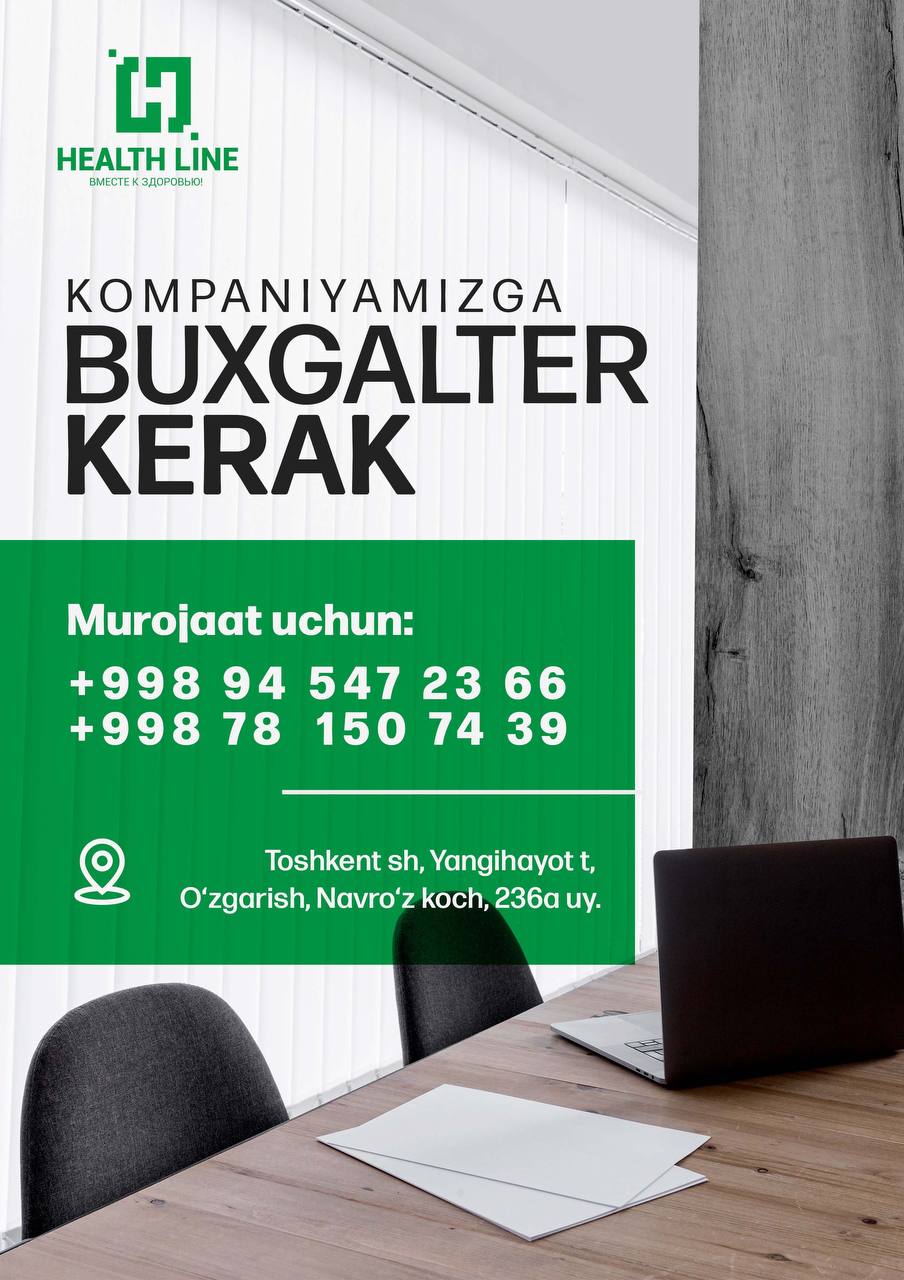 HEALTH LINE
ВМЕСТЕ К ЗДОРОВЬЮ!
KOMPANIYAMIZGA
BUXGALTER
KERAK
Murojaat uchun:
+998 94 547 23 66
+998 78 150 74 39
Toshkent sh, Yangihayot t,
O‘zgarish, Navro‘z koch, 236a uy.